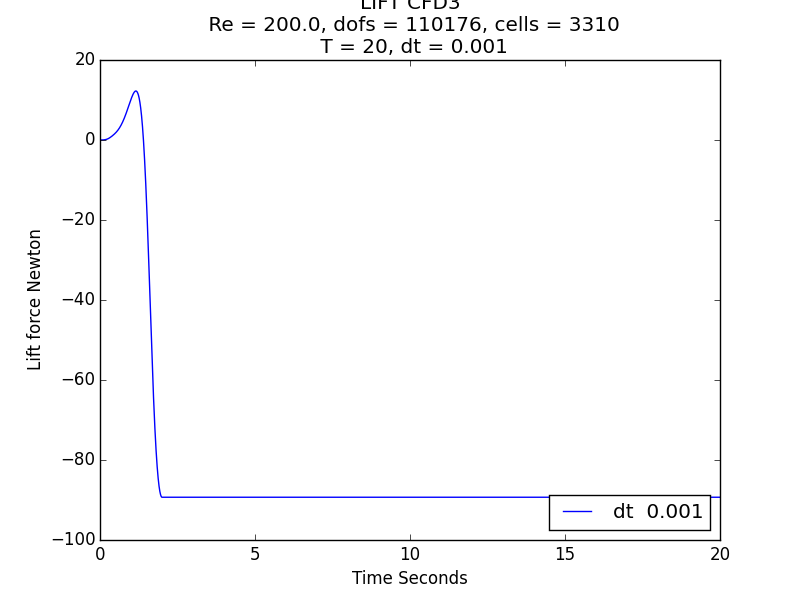 LIFT CFD3
Re = 200.0, dofs = 110176, cells = 3310
T = 20, dt = 0.001
20
0
−20
−40
−60
−80
−100
Lift force Newton
0
5
10
15
20
Time Seconds
dt 0.001